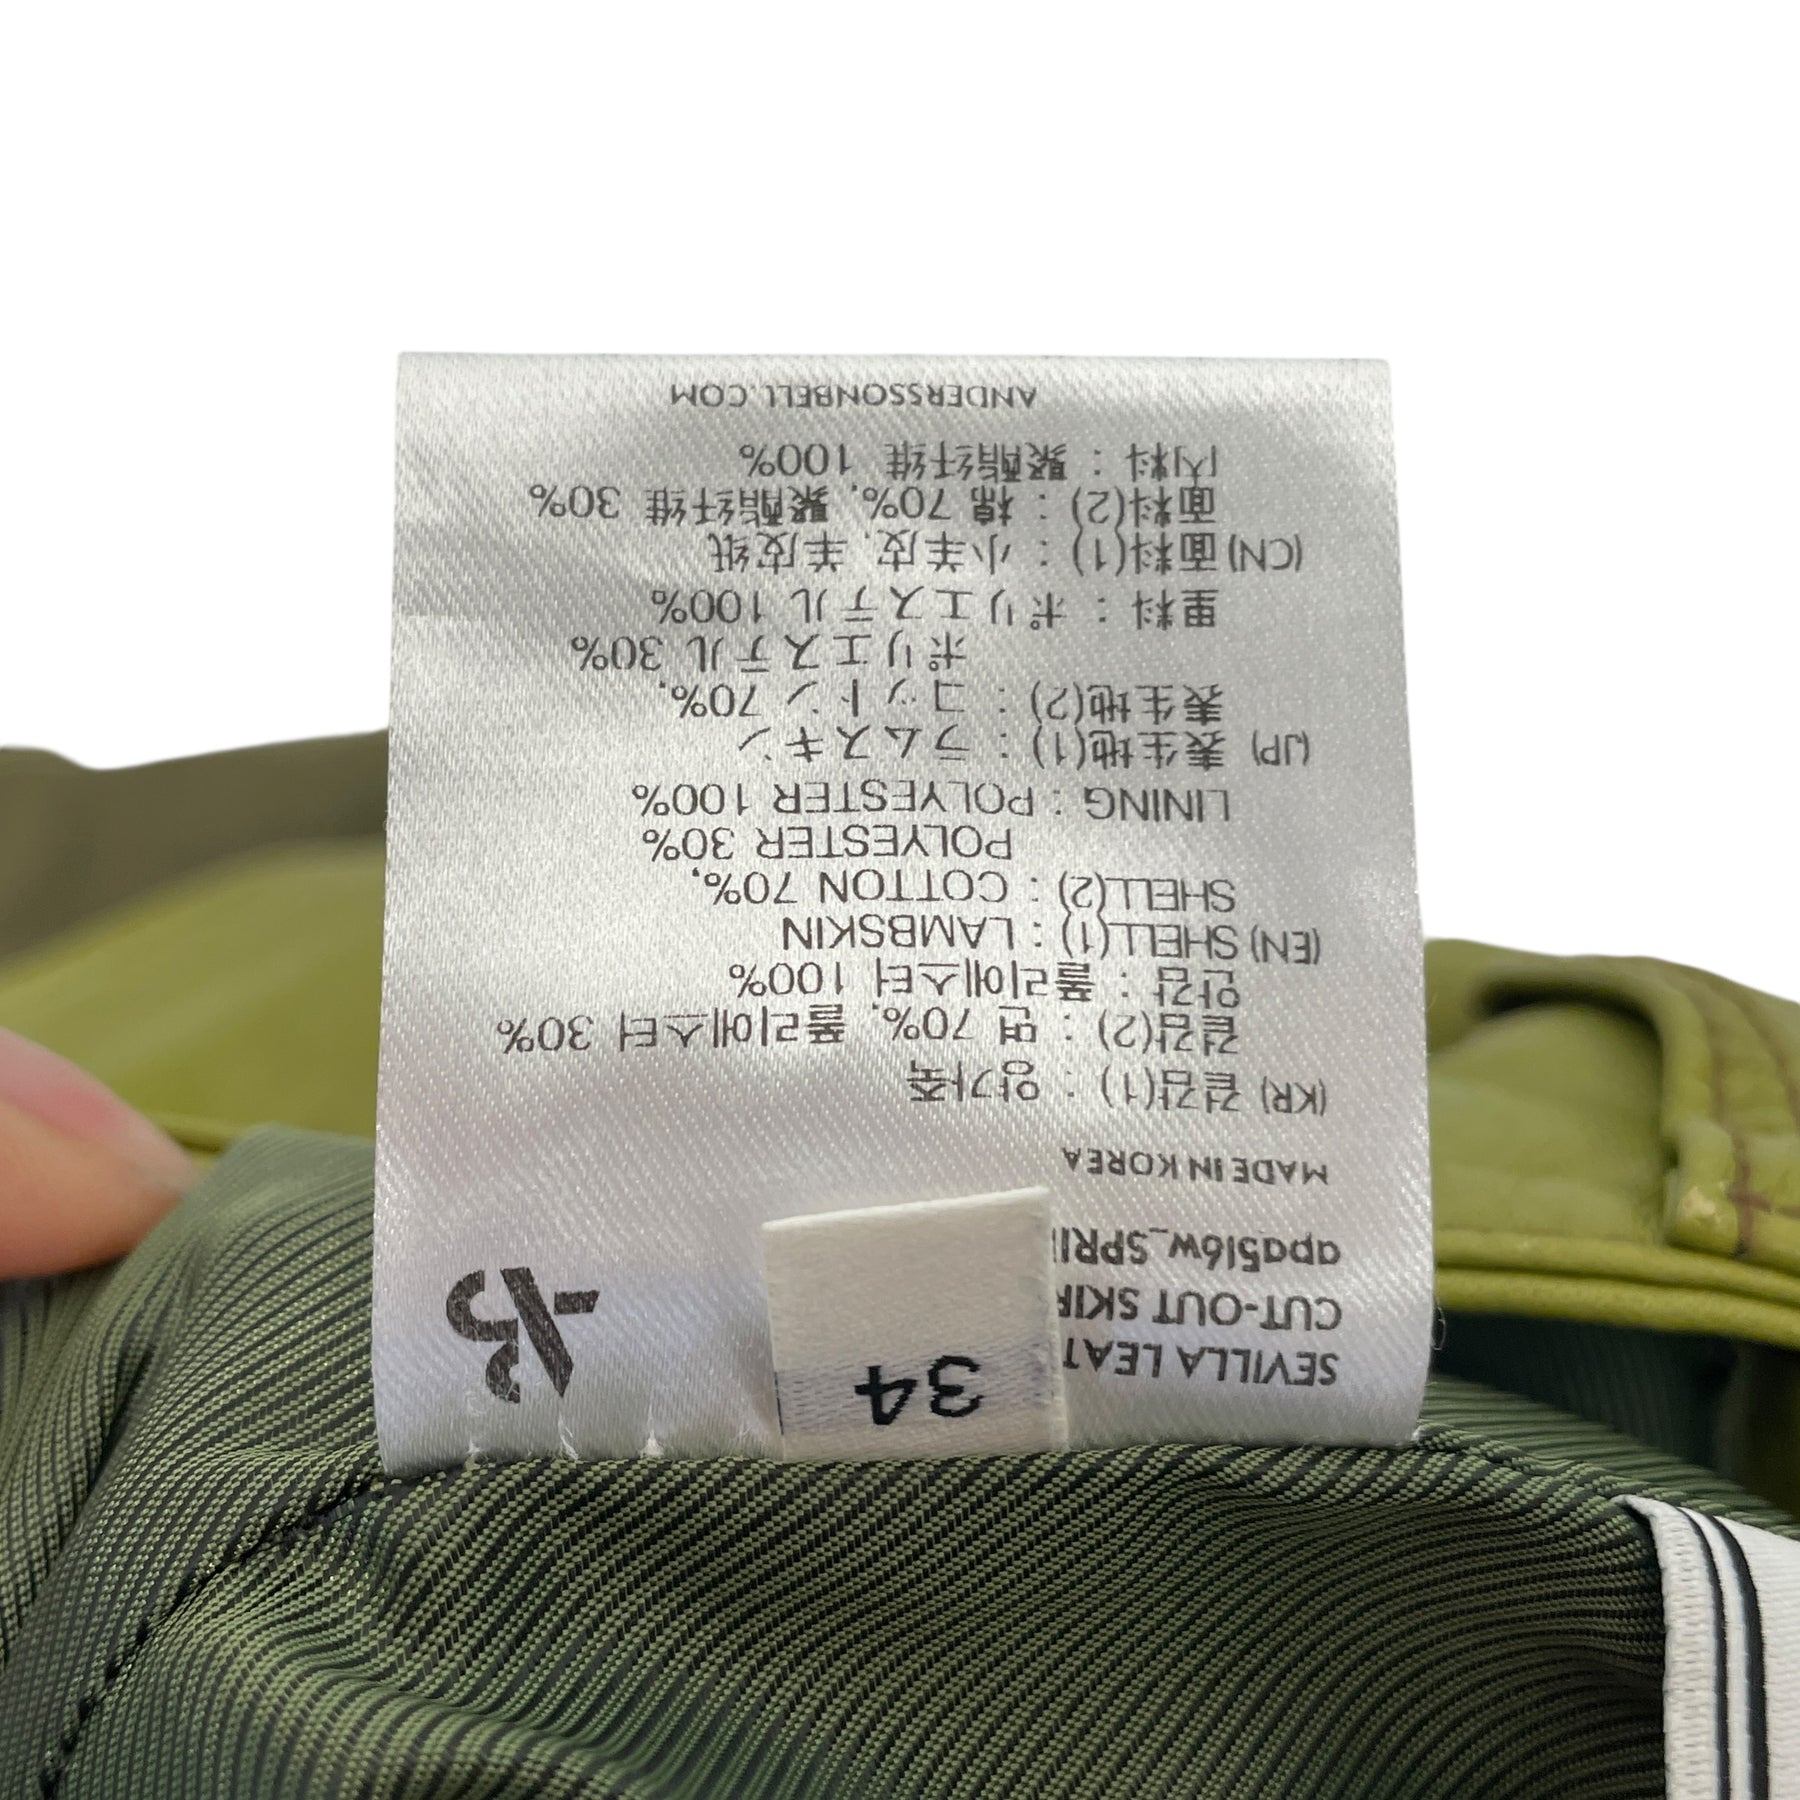 SEVILLA LEAT
CUT-OUT SKIR
apa516w_SPRI
34
MADE IN KOREA
(KR) 겉감(1) : 양가죽
겉감(2) : 면 70%, 폴리에스터 30%
안감 : 폴리에스터 100%
(EN) SHELL(1) : LAMBSKIN
SHELL(2) : COTTON 70%,
POLYESTER 30%
LINING : POLYESTER 100%
(JP) 表生地(1) : ラムスキン
表生地(2) : コットン 70%,
ポリエステル 30%
里料 : ポリエステル 100%
(CN) 面料(1) : 小羊皮, 羊皮纸
面料(2) : 棉 70%, 聚酯纤维 30%
内料 : 聚酯纤维 100%
ANDERSSONBELL.COM